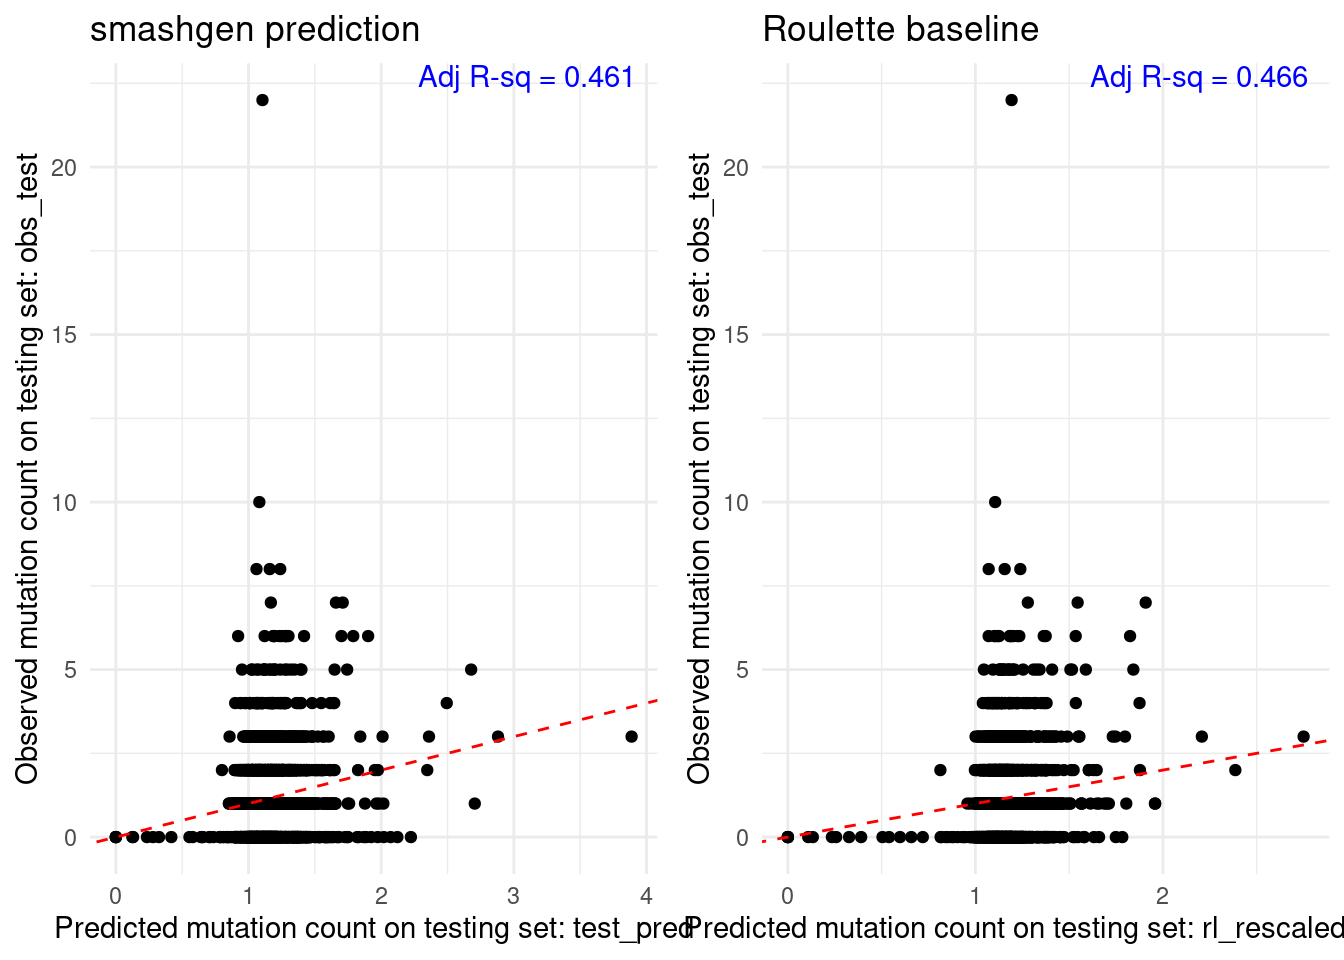 smashgen prediction
Adj R-sq = 0.461
Observed mutation count on testing set: obs_test
20
15
10
5
0
0 1 2 3 4
Predicted mutation count on testing set: test_pred
Roulette baseline
Adj R-sq = 0.466
Observed mutation count on testing set: obs_test
20
15
10
5
0
0 1 2
Predicted mutation count on testing set: rl_rescaled